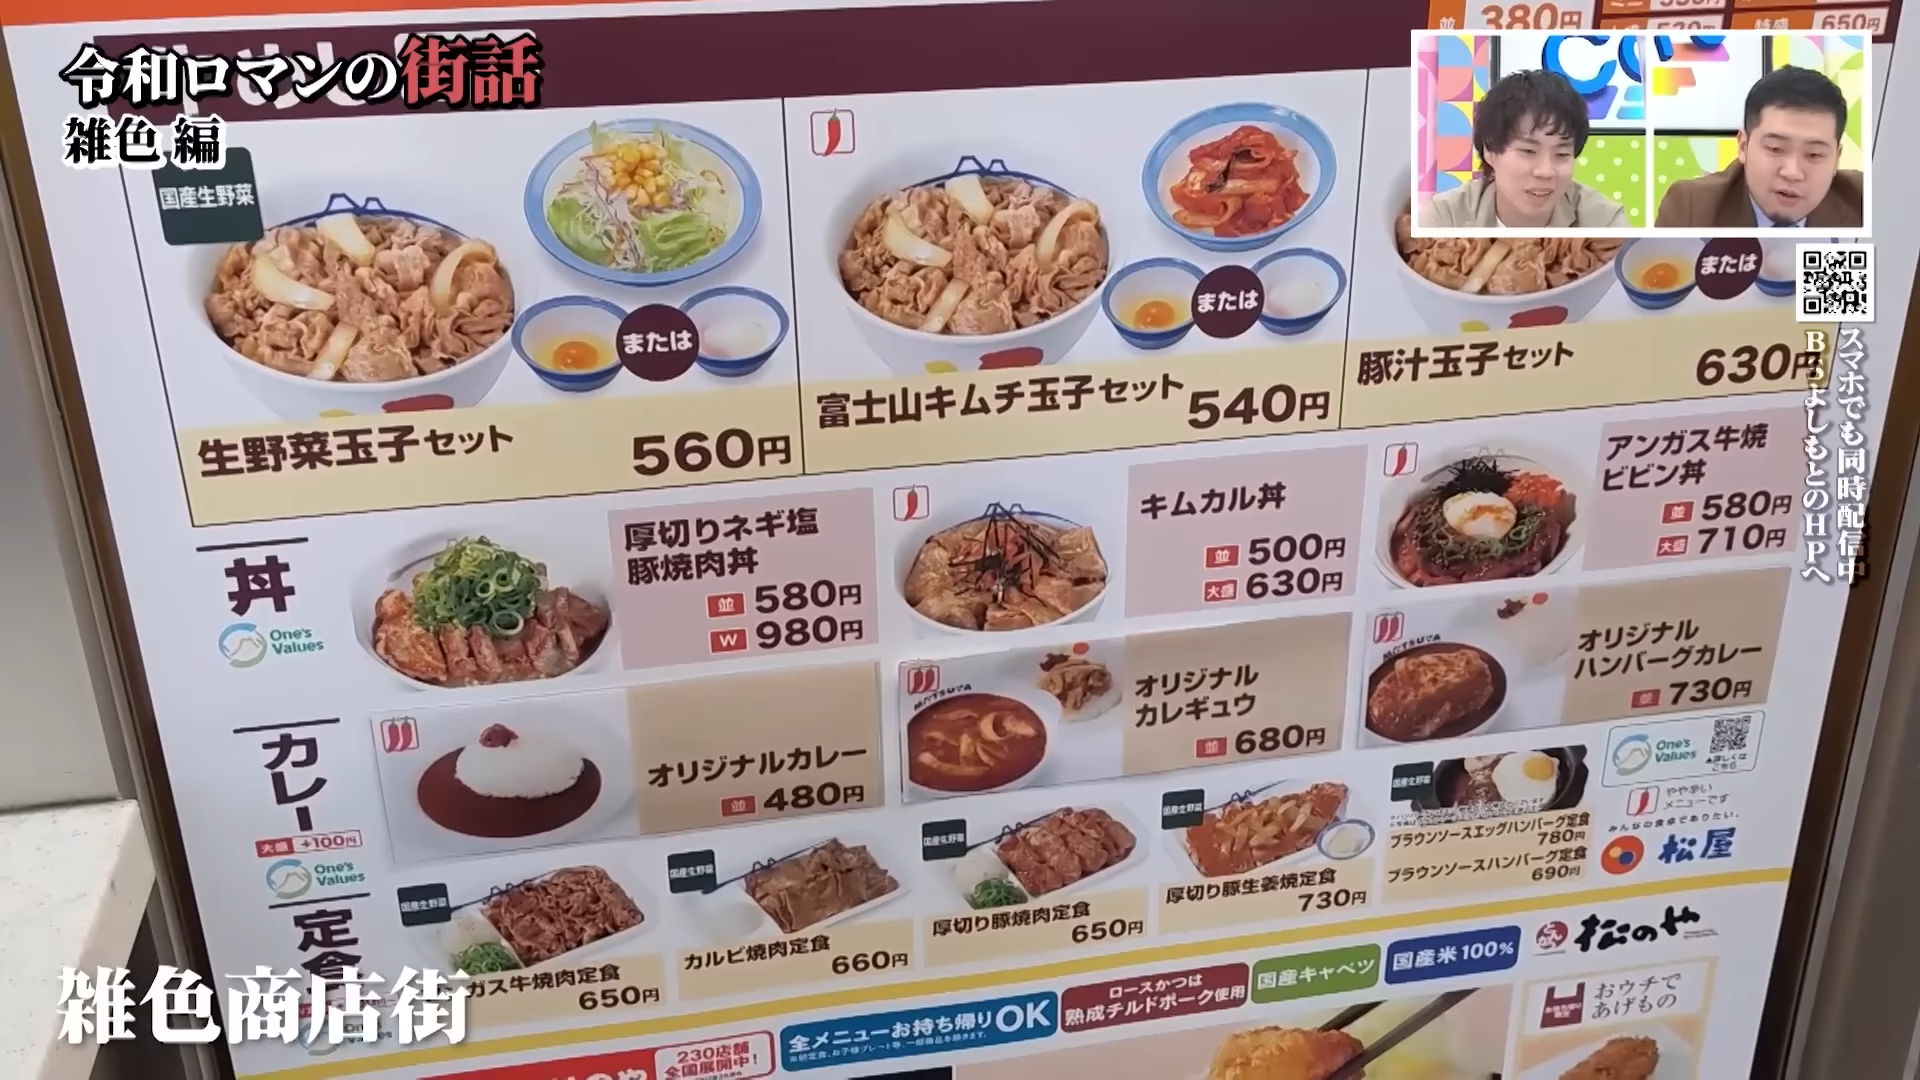 令和ロマンの街話
雑色 編
380円
650円
国産生野菜
または
または
または
生野菜玉子セット
560円
富士山キムチ玉子セット
540円
豚汁玉子セット
630円
スマホでも同時配信中
BSよしもとのHPへ
丼
One's Values
厚切りネギ塩
豚焼肉丼
並 580円
W 980円
キムカル丼
並 500円
大盛 630円
アンガス牛焼
ビビン丼
並 580円
大盛 710円
カレー
大盛 +100円
One's Values
オリジナルカレー
並 480円
MATSUYA
オリジナル
カレギュウ
並 680円
MATSUYA
オリジナル
ハンバーグカレー
並 730円
One's Values
▲詳しくは
こちら
やや辛い
メニューです
みんなの食卓でありたい。
松屋
定食
国産生野菜
ガス牛焼肉定食
650円
国産生野菜
カルビ焼肉定食
660円
国産生野菜
厚切り豚焼肉定食
650円
国産生野菜
厚切り豚生姜焼定食
730円
国産生野菜
ブラウンソースエッグハンバーグ定食
780円
ブラウンソースハンバーグ定食
690円
雑色商店街
230店舗
全国展開中!
全メニューお持ち帰りOK
ロースかつは
熟成チルドポーク使用
国産キャベツ
国産米100%
とんかつ
松のや
おウチで
あげもの